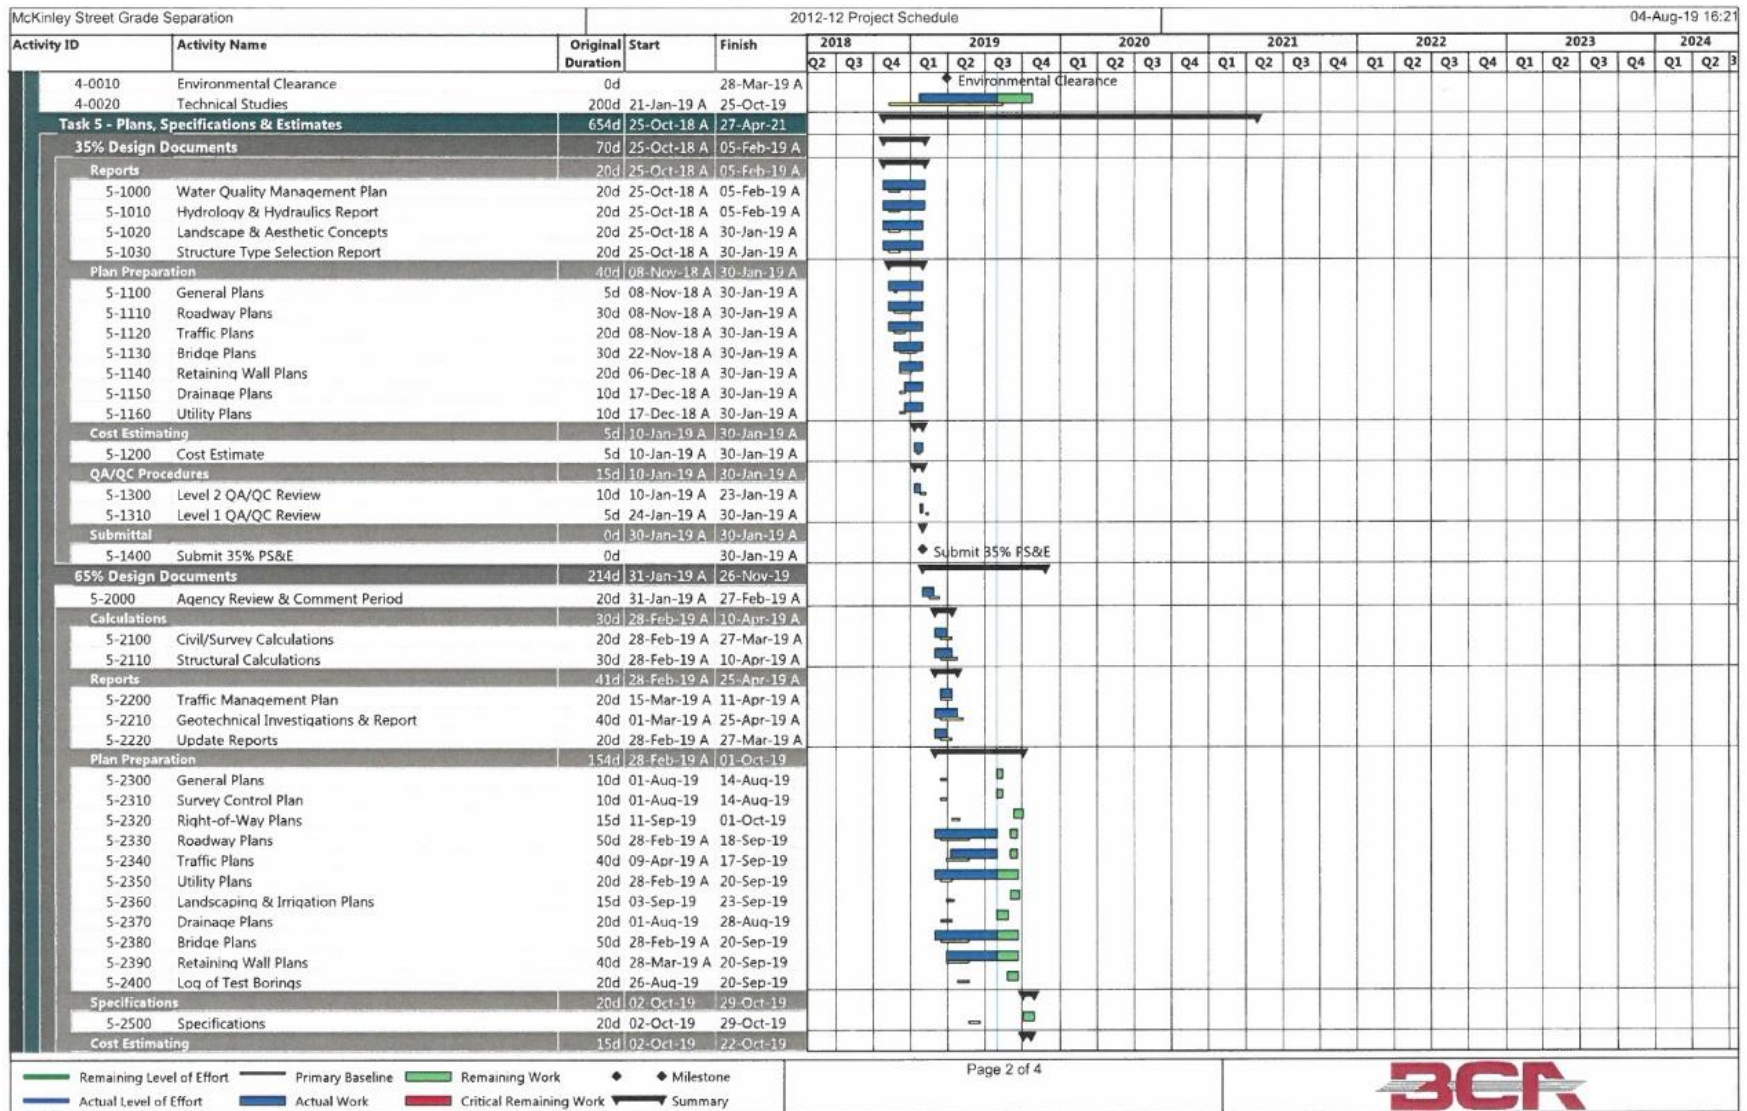 McKinley Street Grade Separation 2012-12 Project Schedule 04-Aug-19 16:21
Activity ID Activity Name Original Duration Start Finish 2018 2019 2020 2021 2022 2023 2024
Q2 Q3 Q4 Q1 Q2 Q3 Q4 Q1 Q2 Q3 Q4 Q1 Q2 Q3 Q4 Q1 Q2 Q3 Q4 Q1 Q2 Q3 Q4 Q1 Q2 3
4-0010 Environmental Clearance 0d 28-Mar-19 A Environmental Clearance
4-0020 Technical Studies 200d 21-Jan-19 A 25-Oct-19
Task 5 - Plans, Specifications & Estimates 654d 25-Oct-18 A 27-Apr-21
35% Design Documents 70d 25-Oct-18 A 05-Feb-19 A
Reports 20d 25-Oct-18 A 05-Feb-19 A
5-1000 Water Quality Management Plan 20d 25-Oct-18 A 05-Feb-19 A
5-1010 Hydrology & Hydraulics Report 20d 25-Oct-18 A 05-Feb-19 A
5-1020 Landscape & Aesthetic Concepts 20d 25-Oct-18 A 30-Jan-19 A
5-1030 Structure Type Selection Report 20d 25-Oct-18 A 30-Jan-19 A
Plan Preparation 40d 08-Nov-18 A 30-Jan-19 A
5-1100 General Plans 5d 08-Nov-18 A 30-Jan-19 A
5-1110 Roadway Plans 30d 08-Nov-18 A 30-Jan-19 A
5-1120 Traffic Plans 20d 08-Nov-18 A 30-Jan-19 A
5-1130 Bridge Plans 30d 22-Nov-18 A 30-Jan-19 A
5-1140 Retaining Wall Plans 20d 06-Dec-18 A 30-Jan-19 A
5-1150 Drainage Plans 10d 17-Dec-18 A 30-Jan-19 A
5-1160 Utility Plans 10d 17-Dec-18 A 30-Jan-19 A
Cost Estimating 5d 10-Jan-19 A 30-Jan-19 A
5-1200 Cost Estimate 5d 10-Jan-19 A 30-Jan-19 A
QA/QC Procedures 15d 10-Jan-19 A 30-Jan-19 A
5-1300 Level 2 QA/QC Review 10d 10-Jan-19 A 23-Jan-19 A
5-1310 Level 1 QA/QC Review 5d 24-Jan-19 A 30-Jan-19 A
Submittal 0d 30-Jan-19 A 30-Jan-19 A
5-1400 Submit 35% PS&E 0d 30-Jan-19 A Submit 35% PS&E
65% Design Documents 214d 31-Jan-19 A 26-Nov-19
5-2000 Agency Review & Comment Period 20d 31-Jan-19 A 27-Feb-19 A
Calculations 30d 28-Feb-19 A 10-Apr-19 A
5-2100 Civil/Survey Calculations 20d 28-Feb-19 A 27-Mar-19 A
5-2110 Structural Calculations 30d 28-Feb-19 A 10-Apr-19 A
Reports 41d 28-Feb-19 A 25-Apr-19 A
5-2200 Traffic Management Plan 20d 15-Mar-19 A 11-Apr-19 A
5-2210 Geotechnical Investigations & Report 40d 01-Mar-19 A 25-Apr-19 A
5-2220 Update Reports 20d 28-Feb-19 A 27-Mar-19 A
Plan Preparation 154d 28-Feb-19 A 01-Oct-19
5-2300 General Plans 10d 01-Aug-19 14-Aug-19
5-2310 Survey Control Plan 10d 01-Aug-19 14-Aug-19
5-2320 Right-of-Way Plans 15d 11-Sep-19 01-Oct-19
5-2330 Roadway Plans 50d 28-Feb-19 A 18-Sep-19
5-2340 Traffic Plans 40d 09-Apr-19 A 17-Sep-19
5-2350 Utility Plans 20d 28-Feb-19 A 20-Sep-19
5-2360 Landscaping & Irrigation Plans 15d 03-Sep-19 23-Sep-19
5-2370 Drainage Plans 20d 01-Aug-19 28-Aug-19
5-2380 Bridge Plans 50d 28-Feb-19 A 20-Sep-19
5-2390 Retaining Wall Plans 40d 28-Mar-19 A 20-Sep-19
5-2400 Log of Test Borings 20d 26-Aug-19 20-Sep-19
Specifications 20d 02-Oct-19 29-Oct-19
5-2500 Specifications 20d 02-Oct-19 29-Oct-19
Cost Estimating 15d 02-Oct-19 22-Oct-19
Remaining Level of Effort Primary Baseline Remaining Work Milestone Page 2 of 4
Actual Level of Effort Actual Work Critical Remaining Work Summary
BCA